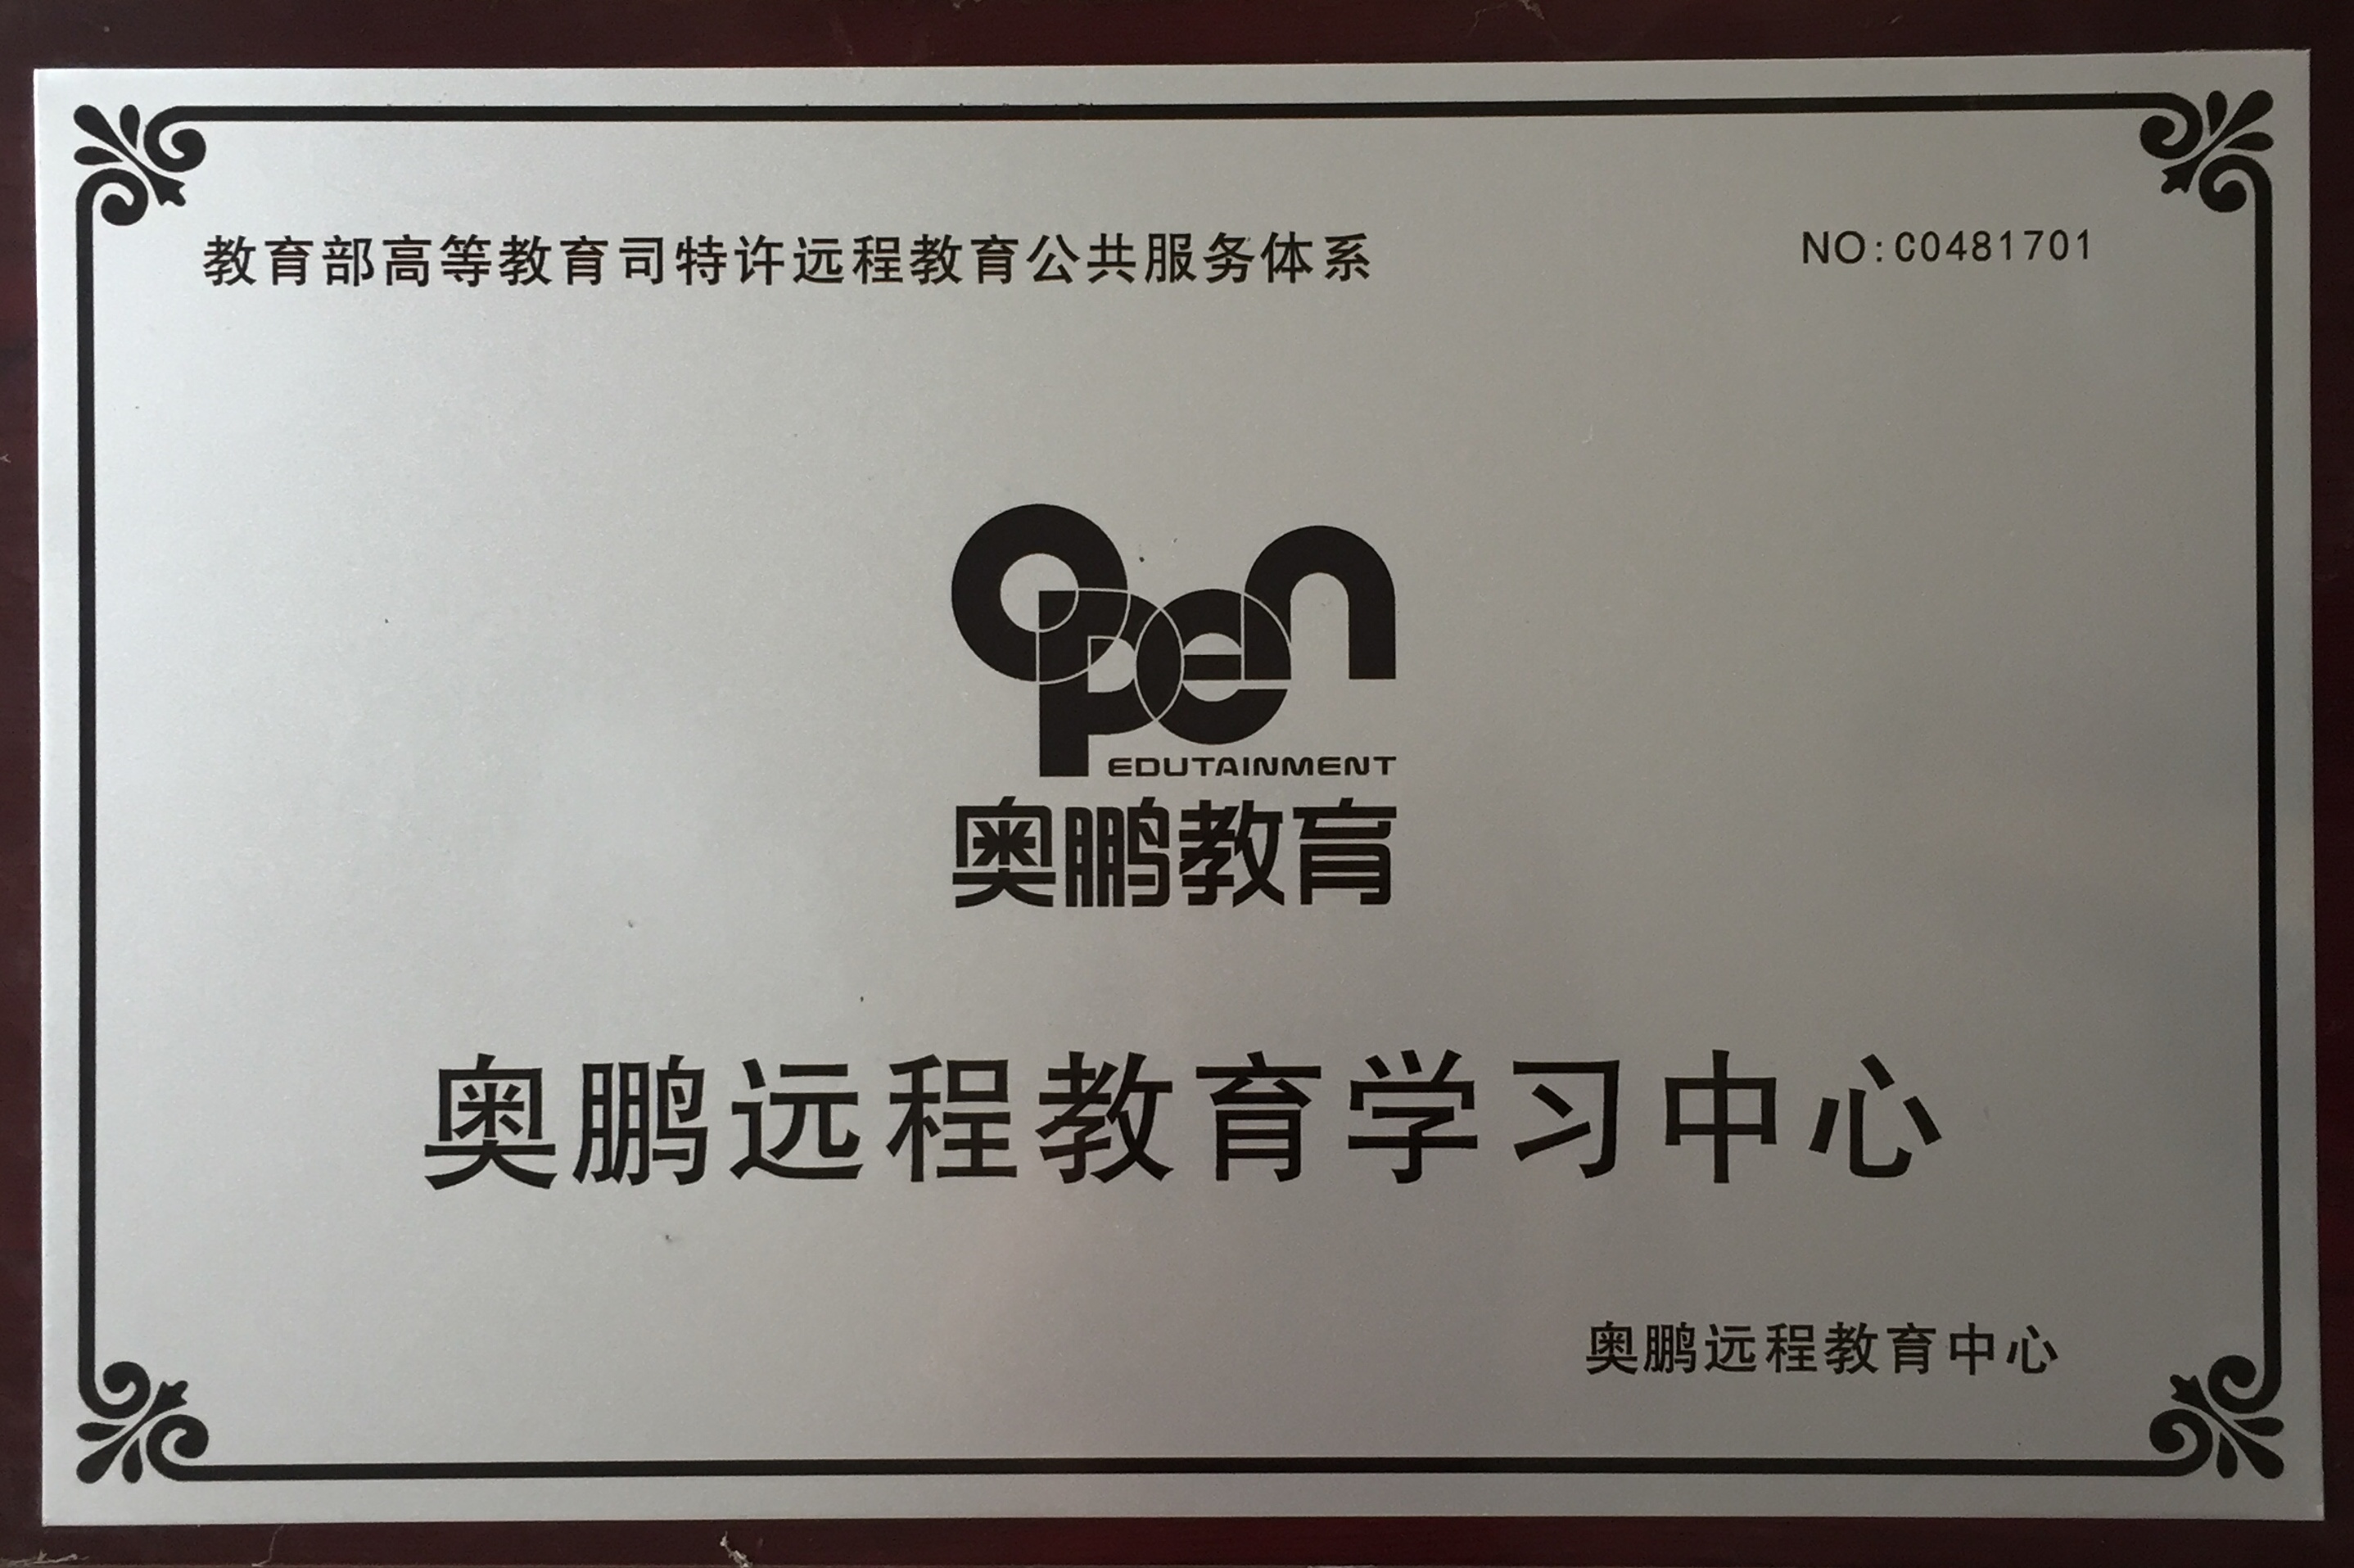 教育部高等教育司特许远程教育公共服务体系
NO:C0481701
open
EDUTAINMENT
奥鹏教育
奥鹏远程教育学习中心
奥鹏远程教育中心